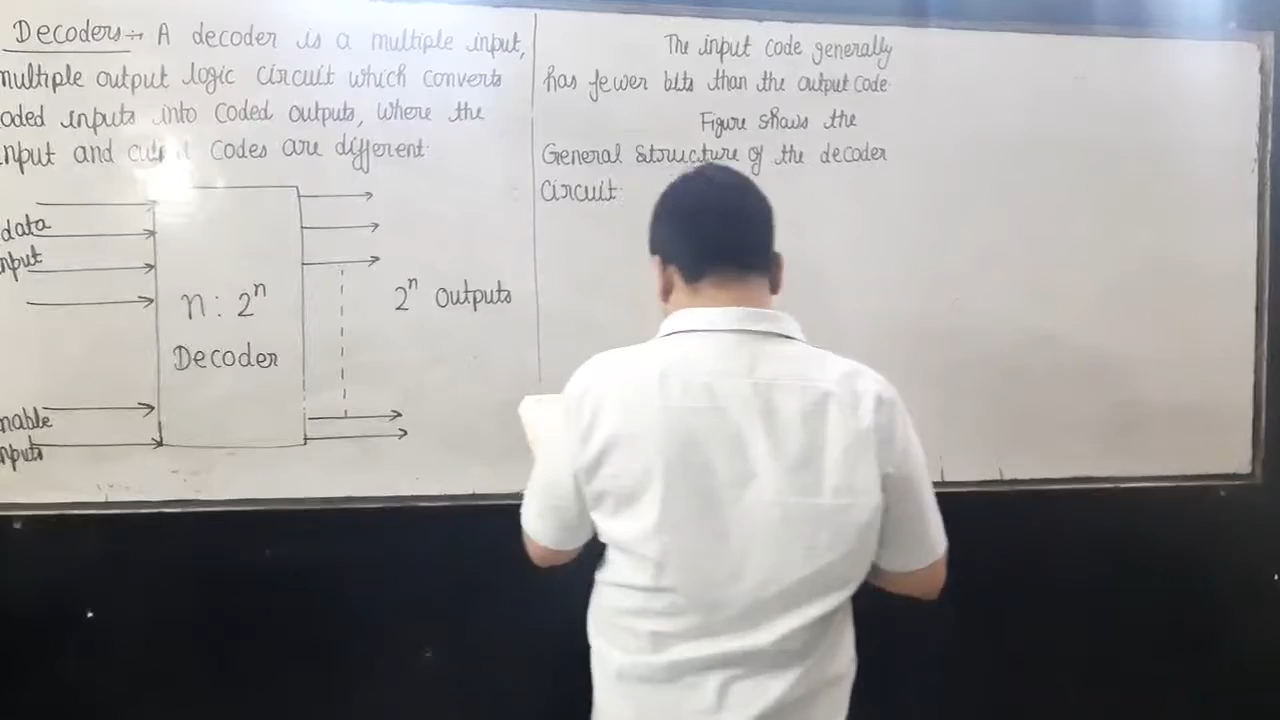 Decoders:→ A decoder is a multiple input,
multiple output logic circuit which converts
oded inputs into coded outputs, where the
nput and codes are different.
data
nput
n : 2ⁿ
Decoder
2ⁿ outputs
nable
nputs
The input code generally
has fewer bits than the output code.
Figure shows the
General structure of the decoder
circuit.